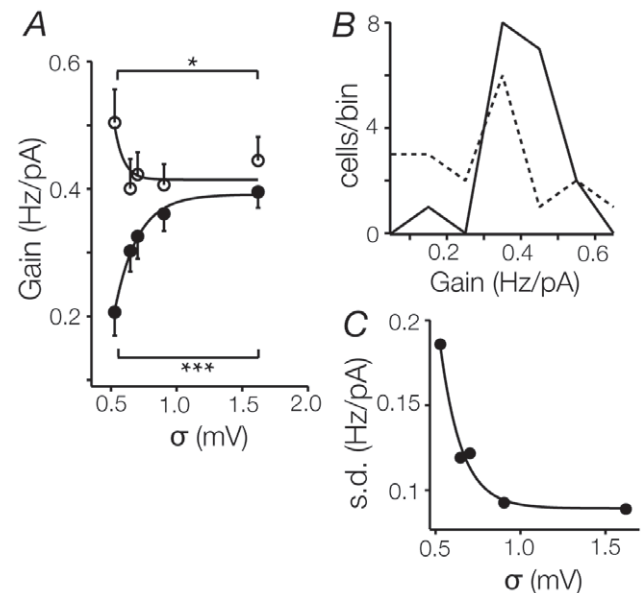 A
*
0.6
0.4
0.2
Gain (Hz/pA)
***
0.5 1.0 1.5 2.0
σ (mV)
B
8
4
0
cells/bin
0.2 0.4 0.6
Gain (Hz/pA)
C
0.2
0.15
0.1
s.d. (Hz/pA)
0.5 1.0 1.5
σ (mV)